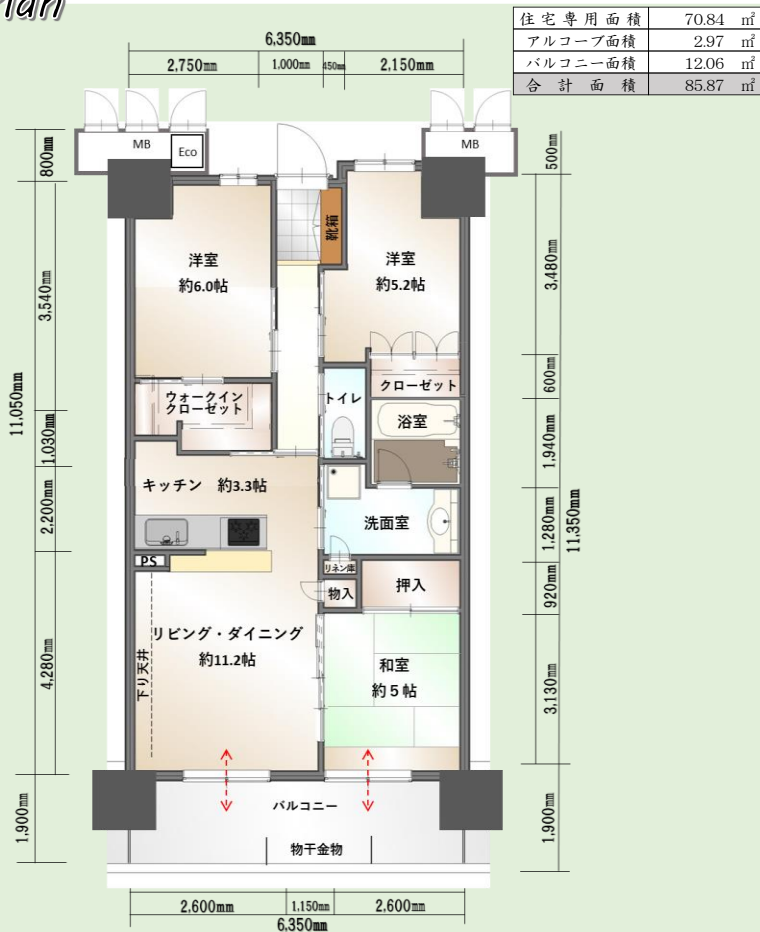 Plan
住宅専用面積 70.84 ㎡
アルコーブ面積 2.97 ㎡
バルコニー面積 12.06 ㎡
合計面積 85.87 ㎡
6,350mm
2,750mm 1,000mm 450mm 2,150mm
MB
Eco
MB
800mm
500mm
靴箱
洋室
約6.0帖
洋室
約5.2帖
3,540mm
3,480mm
11,050mm
ウォークイン
クローゼット
トイレ
クローゼット
600mm
浴室
1,030mm
1,940mm
キッチン 約3.3帖
2,200mm
洗面室
1,280mm
11,350mm
PS
リネン庫
物入
押入
920mm
リビング・ダイニング
約11.2帖
下り天井
和室
約5帖
4,280mm
3,130mm
バルコニー
物干金物
1,900mm
1,900mm
2,600mm 1,150mm 2,600mm
6,350mm